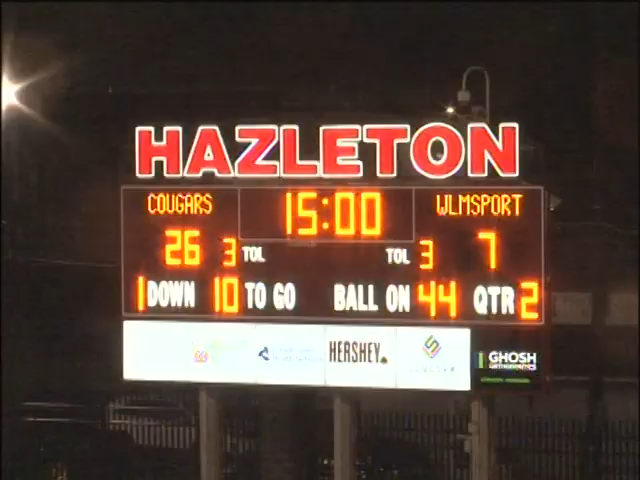 HAZLETON
COUGARS 15:00 WLMSPORT
26 3 TOL TOL 3 7
1 DOWN 10 TO GO BALL ON 44 QTR 2
HERSHEY
GHOSH